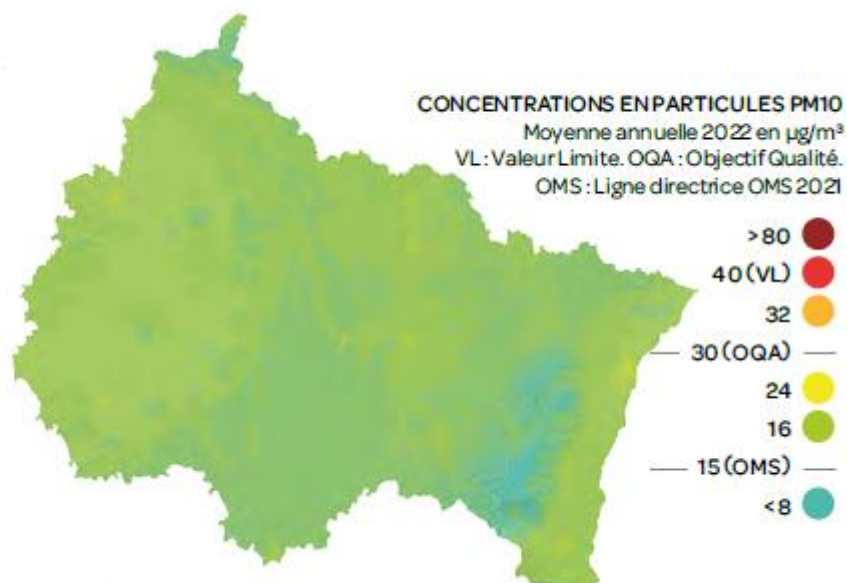 CONCENTRATIONS EN PARTICULES PM10
Moyenne annuelle 2022 en µg/m³
VL : Valeur Limite. OQA : Objectif Qualité.
OMS : Ligne directrice OMS 2021
>80
40 (VL)
32
30 (OQA)
24
16
15 (OMS)
<8